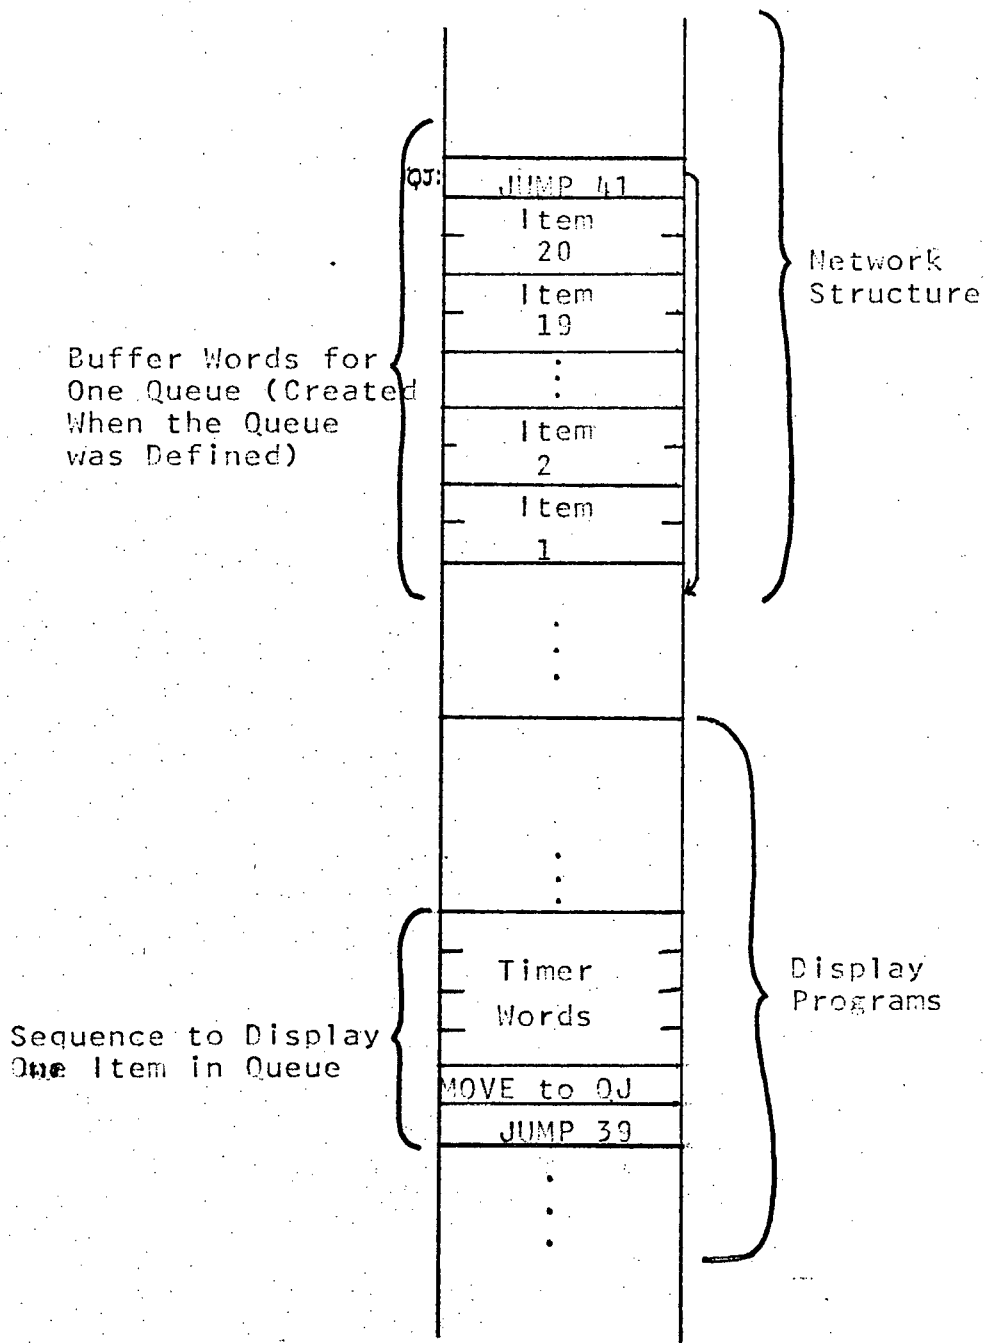 QJ:
JUMP 41
Item
20
Item
19
Item
2
Item
1
Network
Structure
Buffer Words for
One Queue (Created
When the Queue
was Defined)
Timer
Words
MOVE to QJ
JUMP 39
Sequence to Display
One Item in Queue
Display
Programs